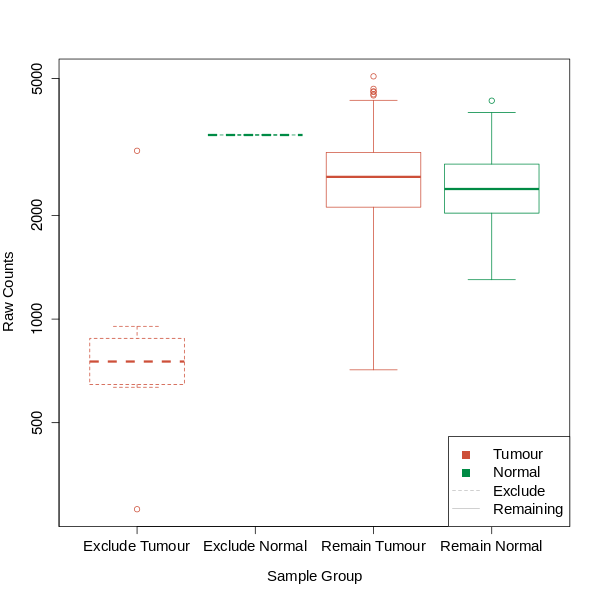 Raw Counts
5000
2000
1000
500
Exclude Tumour
Exclude Normal
Remain Tumour
Remain Normal
Sample Group
Tumour
Normal
Exclude
Remaining